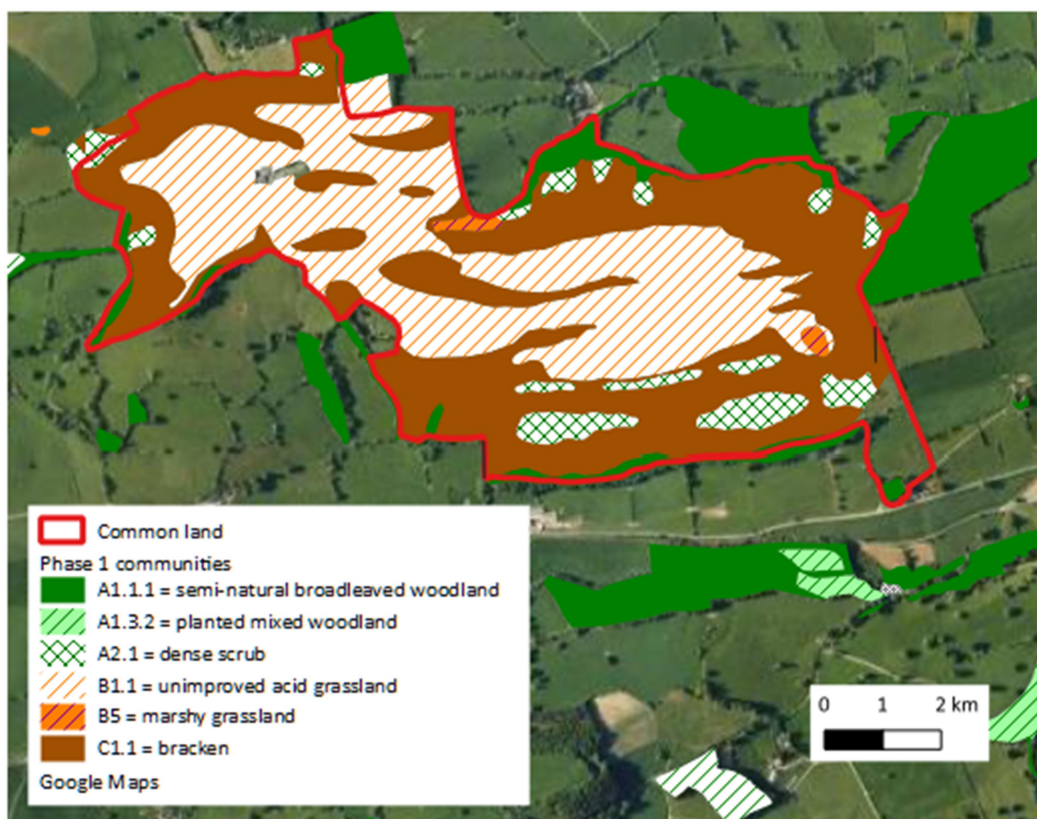 Common land
Phase 1 communities
A1.1.1 = semi-natural broadleaved woodland
A1.3.2 = planted mixed woodland
A2.1 = dense scrub
B1.1 = unimproved acid grassland
B5 = marshy grassland
C1.1 = bracken
Google Maps
0 1 2 km